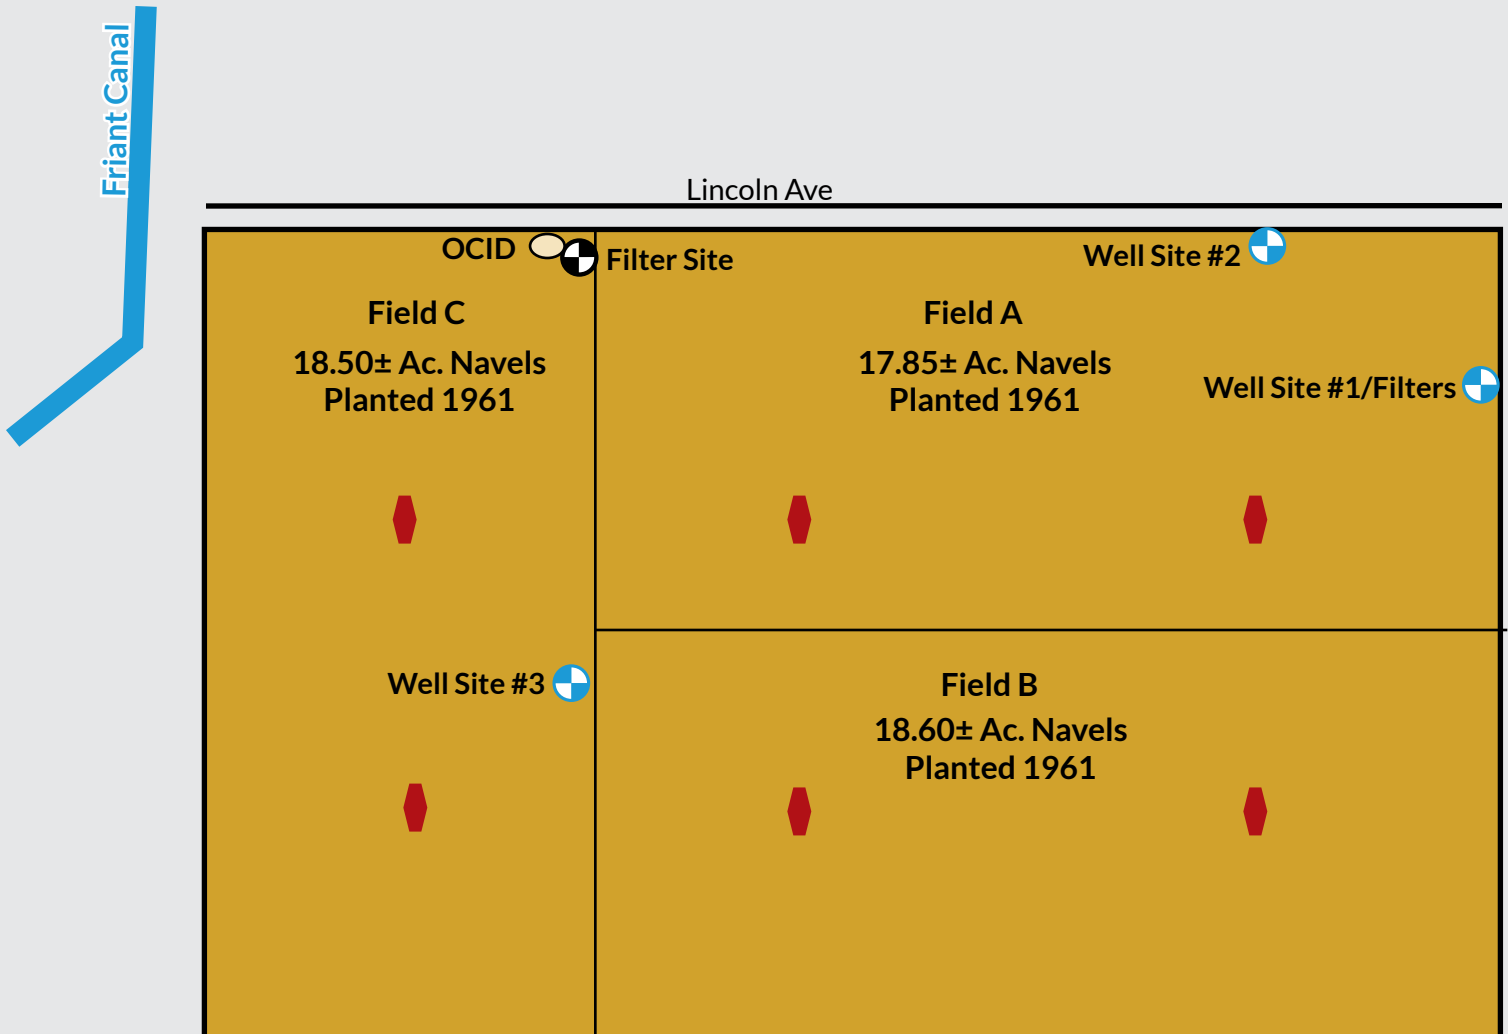 Friant Canal
Lincoln Ave
OCID
Filter Site
Well Site #2
Field C
18.50± Ac. Navels
Planted 1961
Field A
17.85± Ac. Navels
Planted 1961
Well Site #1/Filters
Well Site #3
Field B
18.60± Ac. Navels
Planted 1961